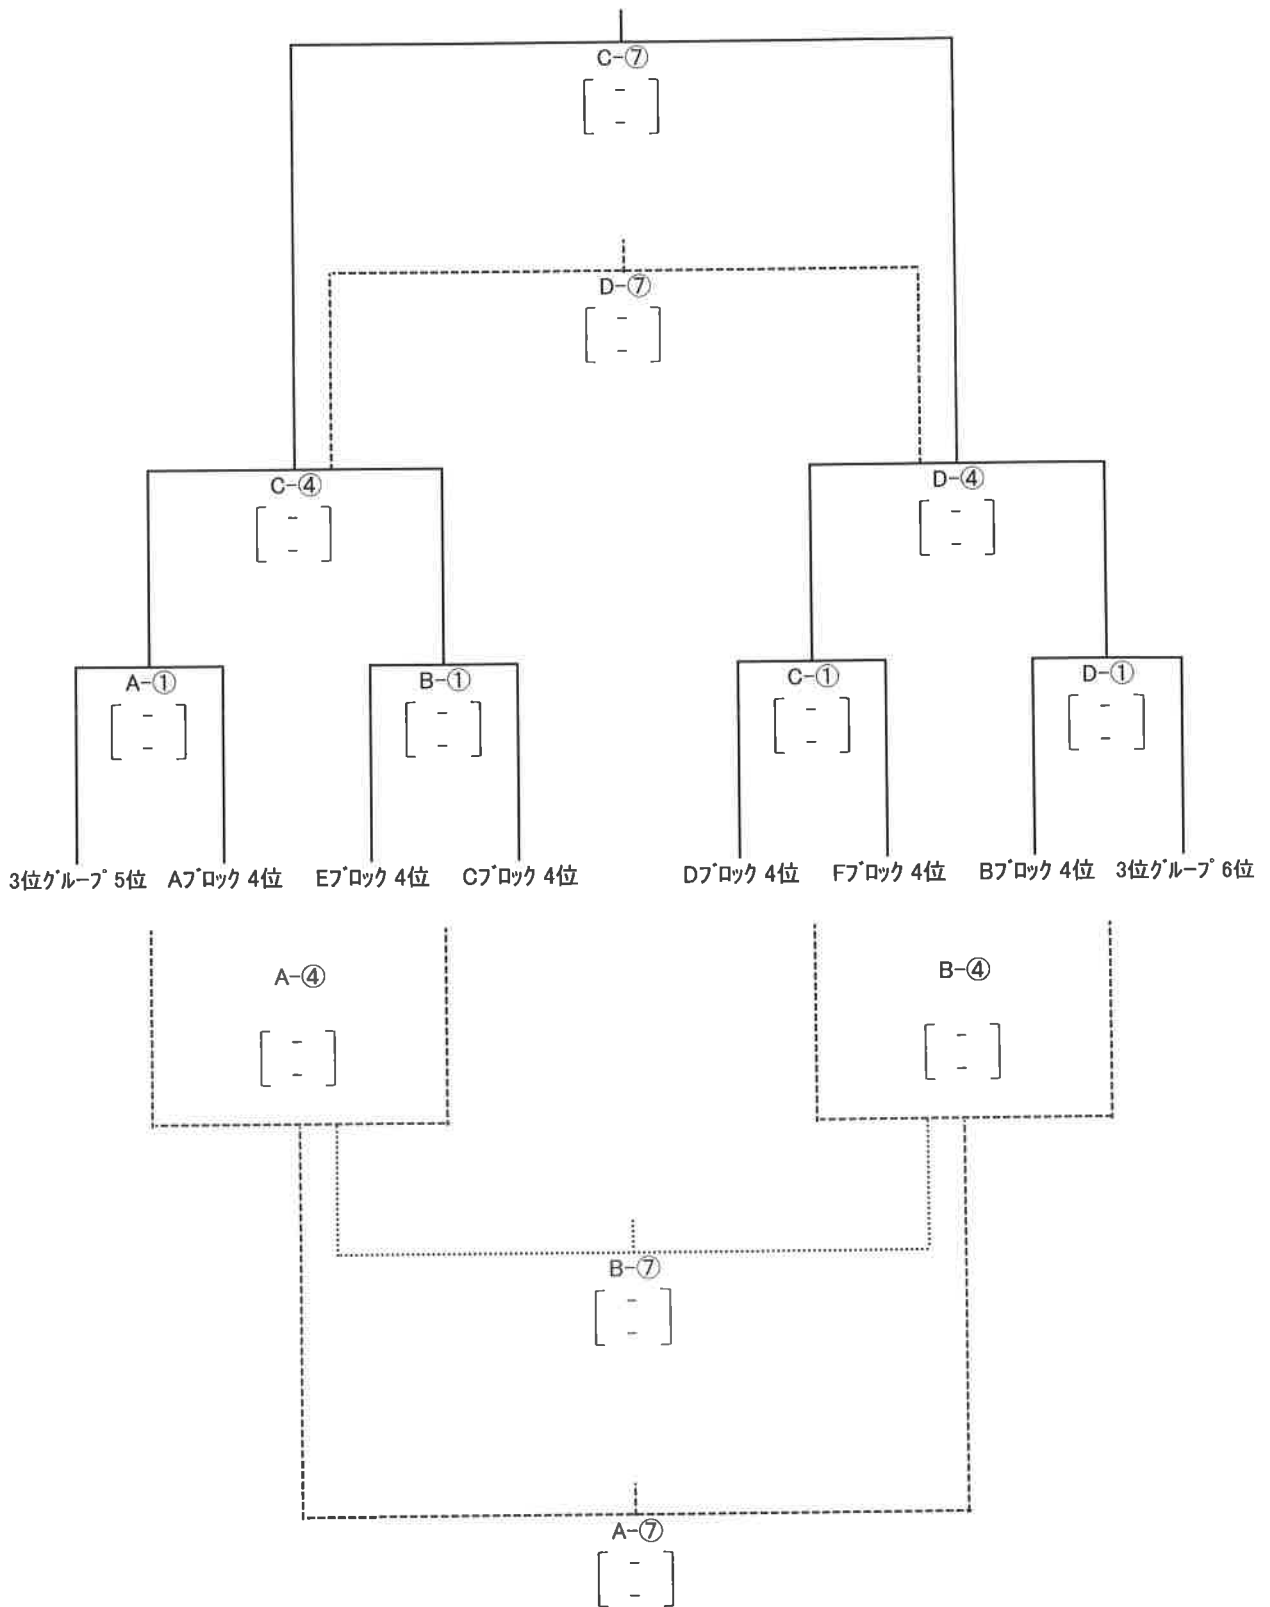 C-⑦
[ - ]
[ - ]
D-⑦
[ - ]
[ - ]
C-④ D-④
[ - ] [ - ]
[ - ] [ - ]
A-① B-① C-① D-①
[ - ] [ - ] [ - ] [ - ]
[ - ] [ - ] [ - ] [ - ]
3位グループ 5位 Aブロック 4位 Eブロック 4位 Cブロック 4位 Dブロック 4位 Fブロック 4位 Bブロック 4位 3位グループ 6位
A-④ B-④
[ - ] [ - ]
[ - ] [ - ]
B-⑦
[ - ]
[ - ]
A-⑦
[ - ]
[ - ]